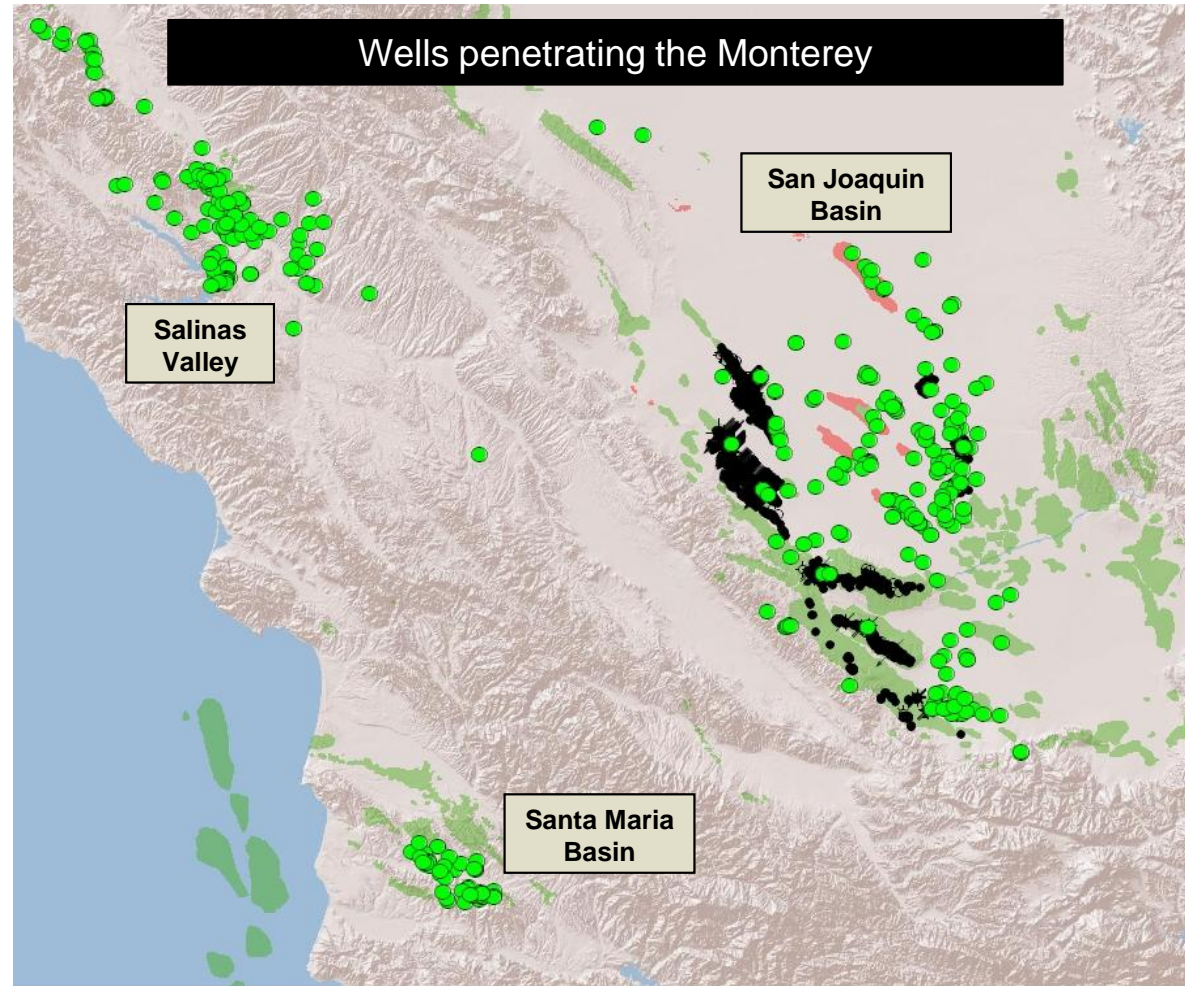 Wells penetrating the Monterey
San Joaquin
Basin
Salinas
Valley
Santa Maria
Basin